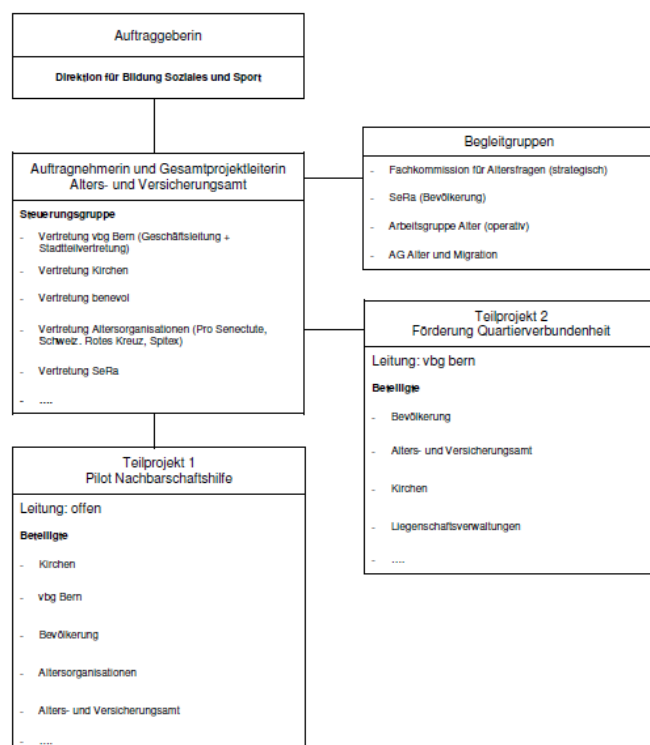 Auftraggeberin
Direktion für Bildung Soziales und Sport
Auftragnehmerin und Gesamtprojektleiterin
Alters- und Versicherungsamt
Steuerungsgruppe
- Vertretung vbg Bern (Geschäftsleitung +
Stadtteilvertretung)
- Vertretung Kirchen
- Vertretung benevol
- Vertretung Altersorganisationen (Pro Senectute,
Schweiz. Rotes Kreuz, Spitex)
- Vertretung SeRa
- ....
Begleitgruppen
- Fachkommission für Altersfragen (strategisch)
- SeRa (Bevölkerung)
- Arbeitsgruppe Alter (operativ)
- AG Alter und Migration
Teilprojekt 2
Förderung Quartierverbundenheit
Leitung: vbg bern
Beteiligte
- Bevölkerung
- Alters- und Versicherungsamt
- Kirchen
- Liegenschaftsverwaltungen
- ....
Teilprojekt 1
Pilot Nachbarschaftshilfe
Leitung: offen
Beteiligte
- Kirchen
- vbg Bern
- Bevölkerung
- Altersorganisationen
- Alters- und Versicherungsamt
- ....